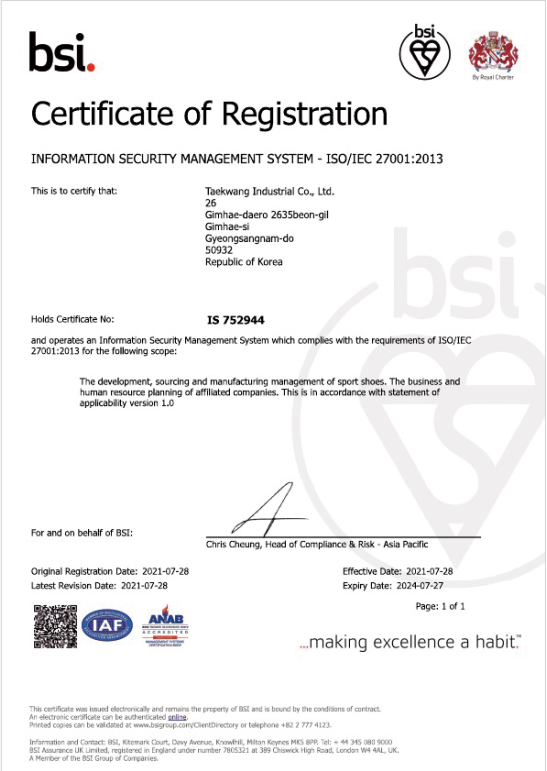 bsi.
bsi
By Royal Charter
Certificate of Registration
INFORMATION SECURITY MANAGEMENT SYSTEM - ISO/IEC 27001:2013
This is to certify that:
Taekwang Industrial Co., Ltd.
26
Gimhae-daero 2635beon-gil
Gimhae-si
Gyeongsangnam-do
50932
Republic of Korea
bsi
Holds Certificate No:
IS 752944
and operates an Information Security Management System which complies with the requirements of ISO/IEC
27001:2013 for the following scope:
The development, sourcing and manufacturing management of sport shoes. The business and
human resource planning of affiliated companies. This is in accordance with statement of
applicability version 1.0
For and on behalf of BSI:
Chris Cheung, Head of Compliance & Risk - Asia Pacific
Original Registration Date: 2021-07-28
Effective Date: 2021-07-28
Latest Revision Date: 2021-07-28
Expiry Date: 2024-07-27
Page: 1 of 1
IAF
ANAB
ACCREDITED
...making excellence a habit.™
This certificate was issued electronically and remains the property of BSI and is bound by the conditions of contract.
An electronic certificate can be authenticated online.
Printed copies can be validated at www.bsigroup.com/ClientDirectory or telephone +82 2 777 4123.
Information and Contact: BSI, Kitemark Court, Davy Avenue, Knowlhill, Milton Keynes MK5 8PP. Tel: + 44 345 080 9000
BSI Assurance UK Limited, registered in England under number 7805321 at 389 Chiswick High Road, London W4 4AL, UK.
A Member of the BSI Group of Companies.